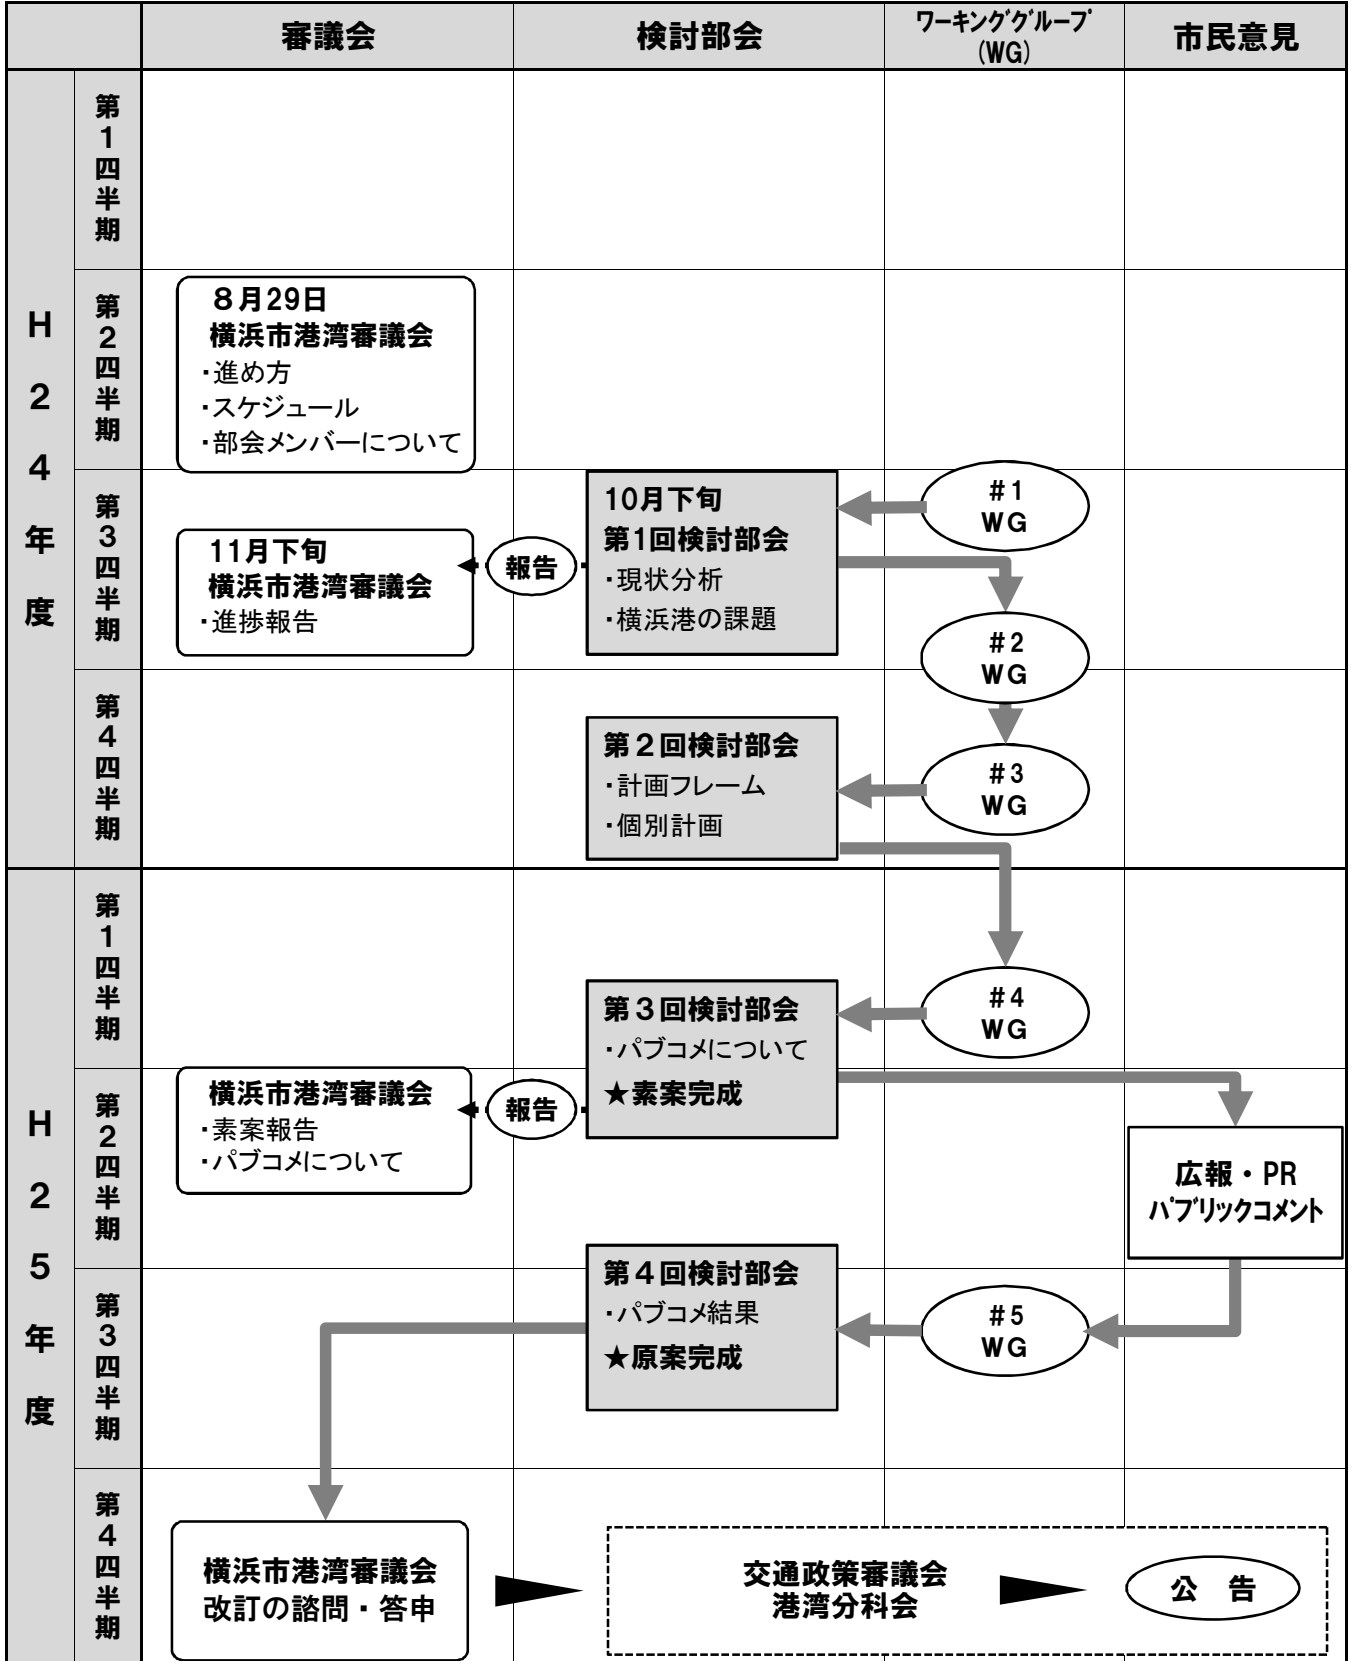 審議会
検討部会
ワーキンググループ
(WG)
市民意見
H24年度
第1四半期
第2四半期
8月29日
横浜市港湾審議会
・進め方
・スケジュール
・部会メンバーについて
第3四半期
#1
WG
10月下旬
第1回検討部会
・現状分析
・横浜港の課題
報告
11月下旬
横浜市港湾審議会
・進捗報告
#2
WG
第4四半期
第2回検討部会
・計画フレーム
・個別計画
#3
WG
H25年度
第1四半期
#4
WG
第3回検討部会
・パブコメについて
★素案完成
第2四半期
報告
横浜市港湾審議会
・素案報告
・パブコメについて
広報・PR
パブリックコメント
第3四半期
第4回検討部会
・パブコメ結果
★原案完成
#5
WG
第4四半期
横浜市港湾審議会
改訂の諮問・答申
交通政策審議会
港湾分科会
公 告